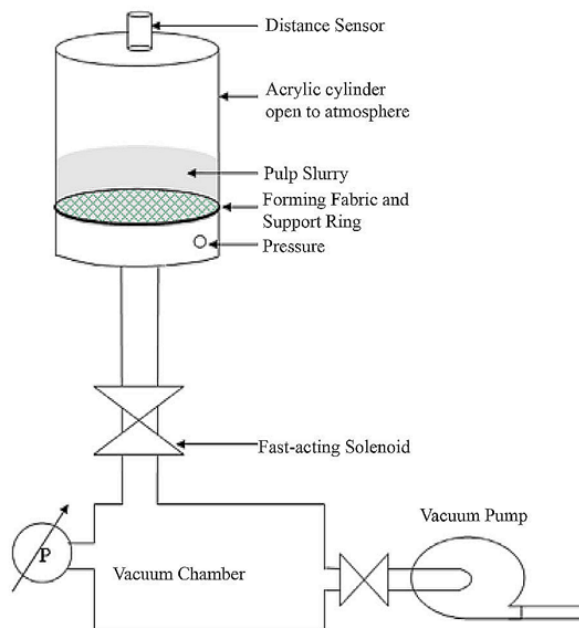 Distance Sensor
Acrylic cylinder
open to atmosphere
Pulp Slurry
Forming Fabric and
Support Ring
Pressure
Fast-acting Solenoid
Vacuum Pump
P
Vacuum Chamber